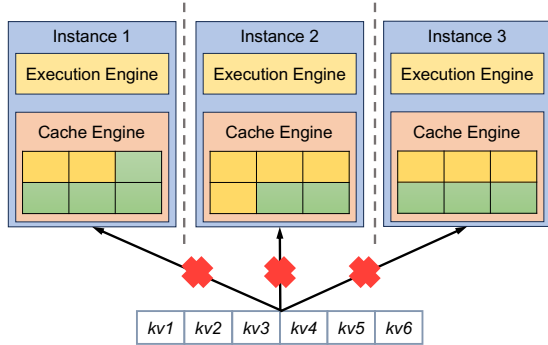 Instance 1
Execution Engine
Cache Engine
Instance 2
Execution Engine
Cache Engine
Instance 3
Execution Engine
Cache Engine
kv1 kv2 kv3 kv4 kv5 kv6